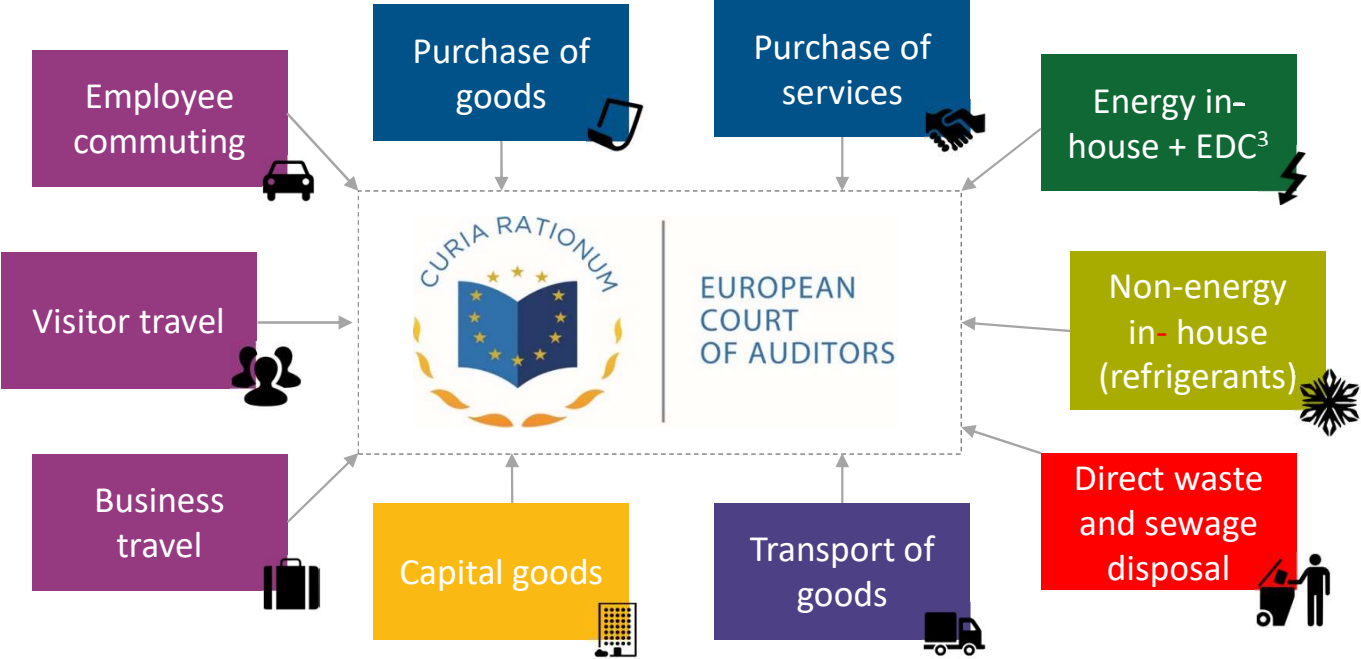 Employee
commuting
Purchase of
goods
Purchase of
services
Energy in-
house + EDC³
Visitor travel
CURIA RATIONUM
EUROPEAN
COURT
OF AUDITORS
Non-energy
in- house
(refrigerants)
Business
travel
Capital goods
Transport of
goods
Direct waste
and sewage
disposal